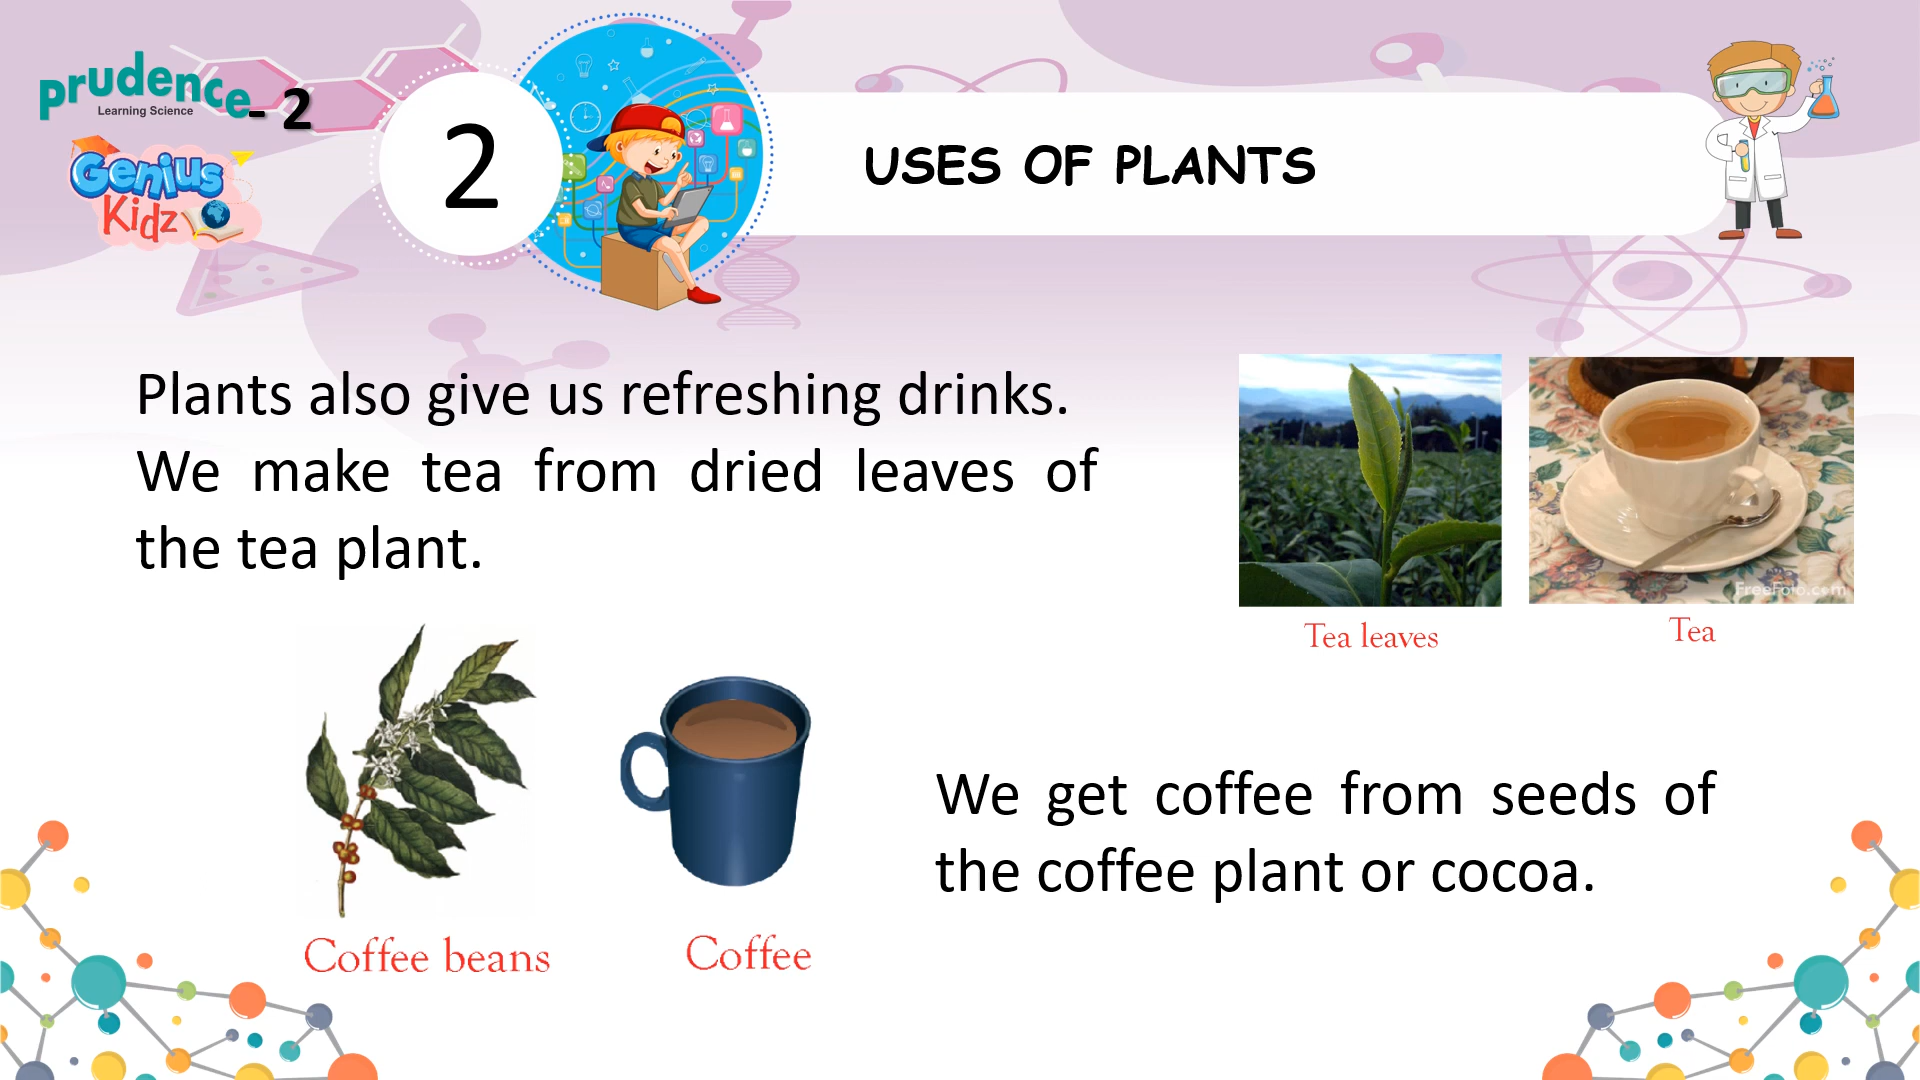 prudence - 2
Learning Science
Genius
Kidz
2
USES OF PLANTS
Plants also give us refreshing drinks.
We make tea from dried leaves of
the tea plant.
FreeFoto.com
Tea leaves
Tea
We get coffee from seeds of
the coffee plant or cocoa.
Coffee beans
Coffee